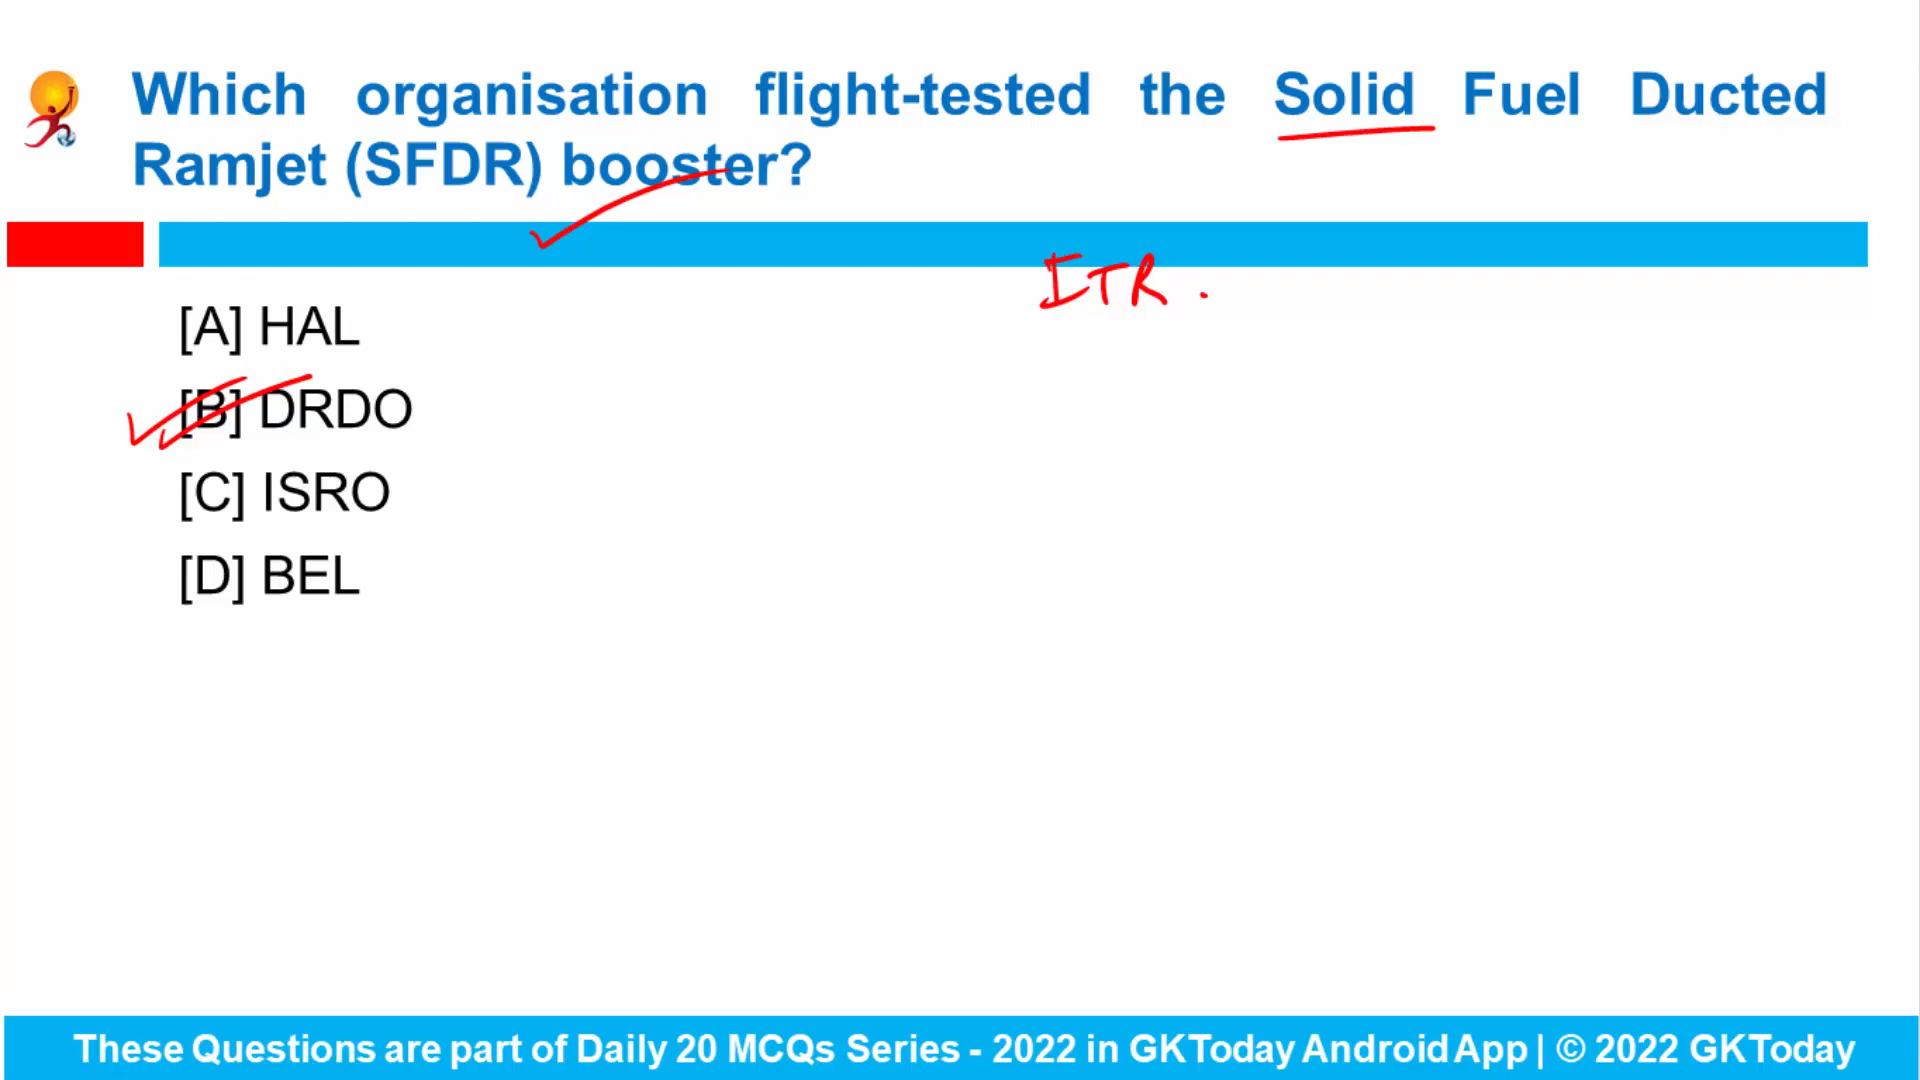 Which organisation flight-tested the Solid Fuel Ducted
Ramjet (SFDR) booster?
ITR.
[A] HAL
[B] DRDO
[C] ISRO
[D] BEL
These Questions are part of Daily 20 MCQs Series - 2022 in GKToday Android App | © 2022 GKToday